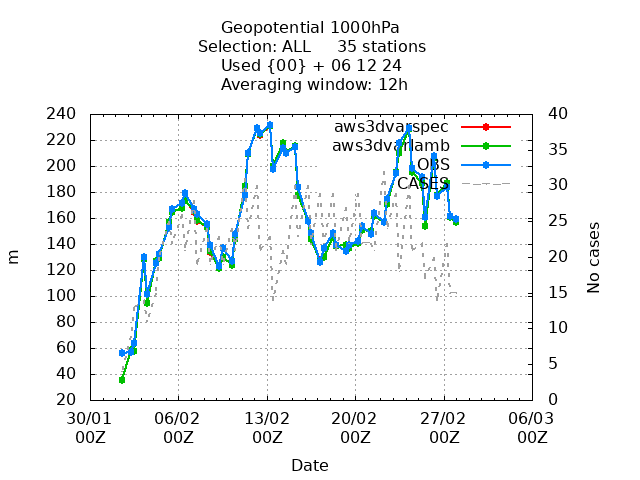 Geopotential 1000hPa
Selection: ALL 35 stations
Used {00} + 06 12 24
Averaging window: 12h
240 40
220 35
200 30
180 25
160 20
140 15
120 10
100 5
80 0
60
40
20
aws3dvarspec
aws3dvarlamb
OBS
CASES
m
No cases
30/01 06/02 13/02 20/02 27/02 06/03
00Z 00Z 00Z 00Z 00Z 00Z
Date